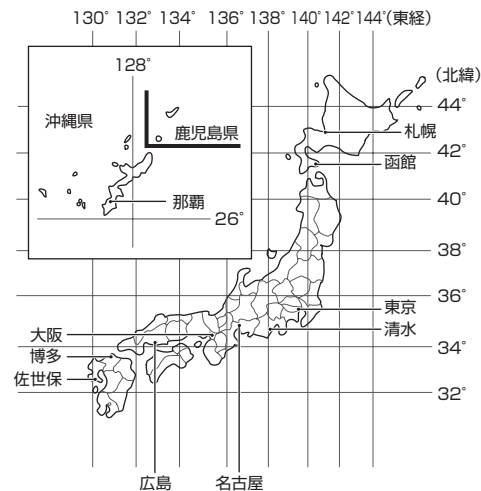 130° 132° 134° 136° 138° 140° 142° 144°(東経)
128°
(北緯)
沖縄県
鹿児島県
那覇
26°
44°
札幌
42°
函館
40°
38°
36°
東京
清水
34°
32°
大阪
博多
佐世保
広島
名古屋